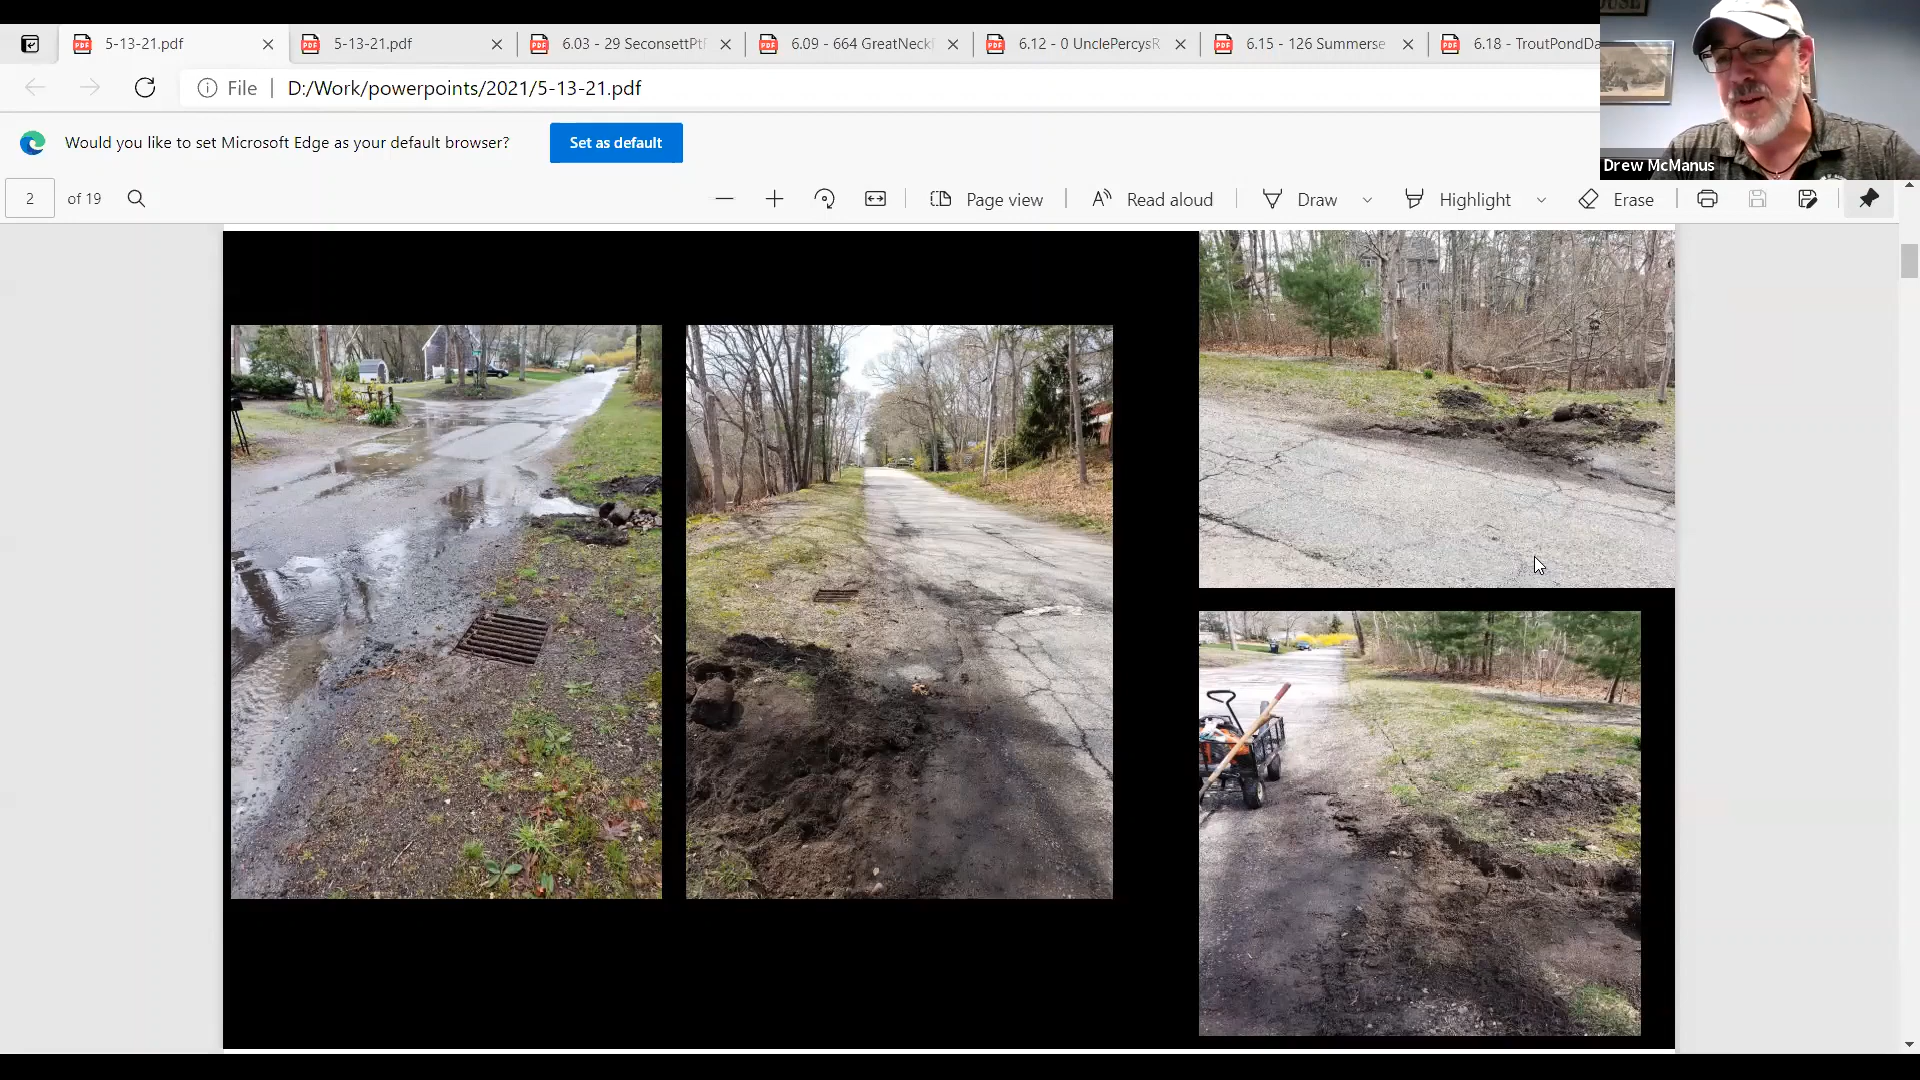 5-13-21.pdf
5-13-21.pdf
6.03 - 29 SeconsettPt
6.09 - 664 GreatNeck
6.12 - 0 UnclePercysR
6.15 - 126 Summerse
6.18 - TroutPondDa
File
D:/Work/powerpoints/2021/5-13-21.pdf
Would you like to set Microsoft Edge as your default browser?
Set as default
Drew McManus
2 of 19
Page view
Read aloud
Draw
Highlight
Erase